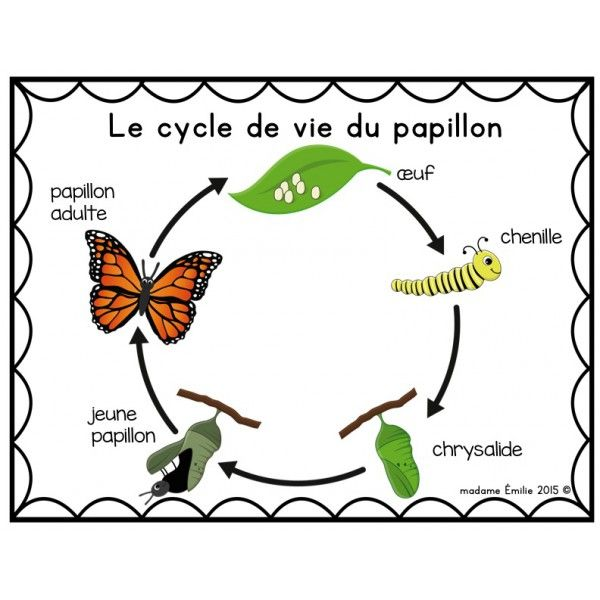 Le cycle de vie du papillon
œuf
chenille
chrysalide
jeune
papillon
papillon
adulte
madame Émilie 2015 ©